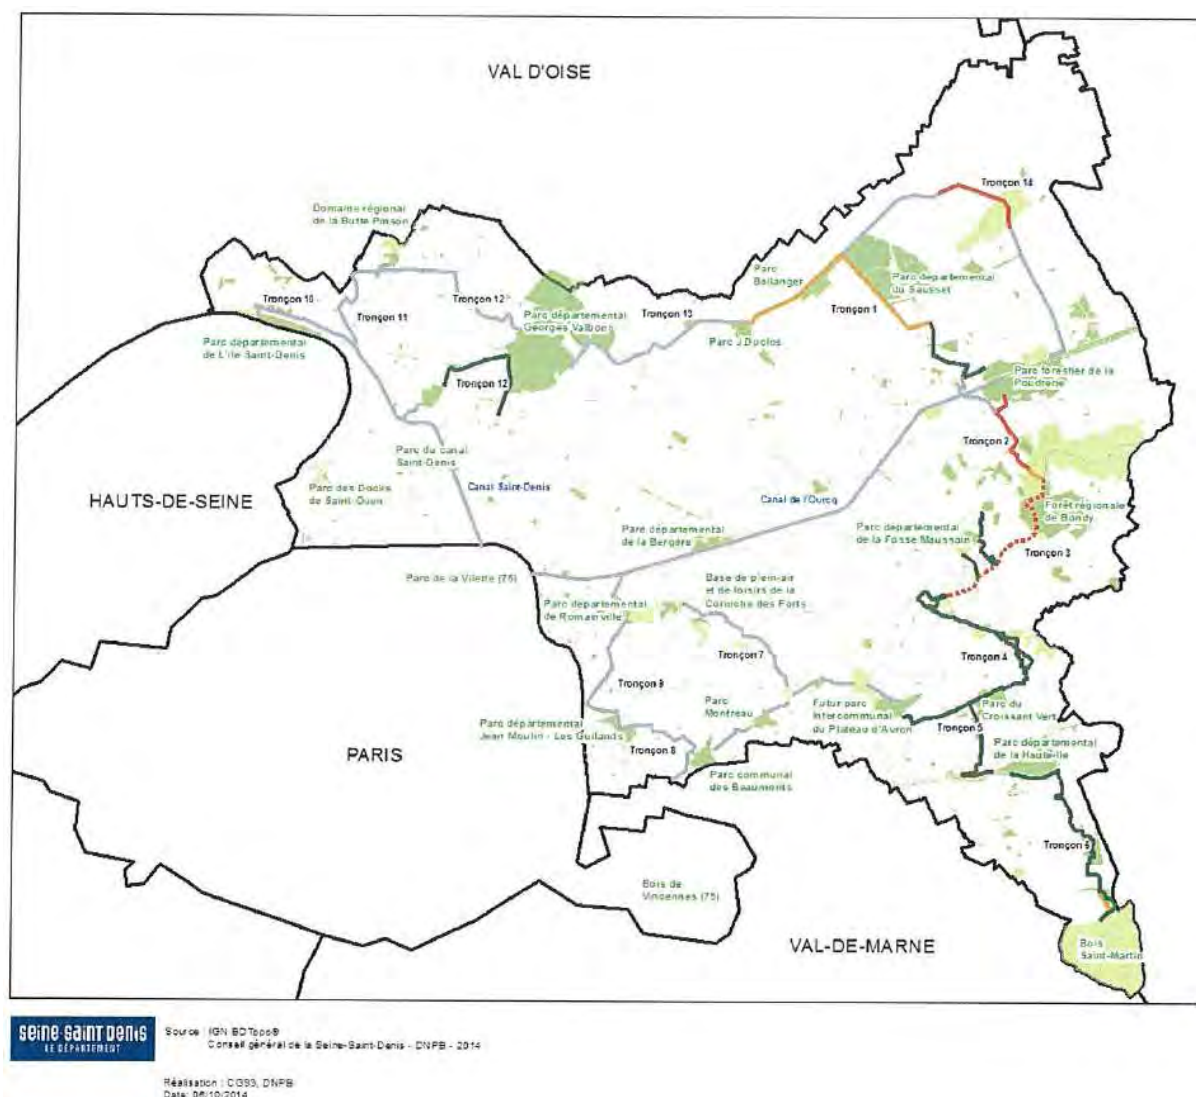 VAL D'OISE
Tronçon 14
Domaine régional
de la Butte Pinson
Parc
Ballanger
Parc départemental
du Sausset
Tronçon 10
Tronçon 11
Tronçon 12
Parc départemental
Georges Valbons
Tronçon 13
Tronçon 1
Parc départemental
de L'Ile Saint-Denis
Parc J.Duclos
Tronçon 12
Parc forestier de la
Poudrerie
Tronçon 2
Parc du canal
Saint-Denis
Parc des Docks
de Saint-Ouen
Canal Saint-Denis
HAUTS-DE-SEINE
Canal de l'Ourcq
Forêt régionale
de Bondy
Parc départemental
de la Bergère
Parc départemental
de la Fosse Maussoin
Tronçon 3
Parc de la Villette (75)
Base de plein-air
et de loisirs de la
Corniche des Forts
Parc départemental
de Romainville
Tronçon 4
Tronçon 7
Tronçon 9
Parc
Montreau
Futur parc
Intercommunal
du Plateau d'Avron
Parc du
Croissant Vert
Parc départemental
Jean Moulin - Les Guilands
Tronçon 5
Parc départemental
de la Haute-Ile
Tronçon 8
PARIS
Parc communal
des Beaumonts
Tronçon 6
Bois de
Vincennes (75)
VAL-DE-MARNE
Bois
Saint-Martin
seine-saint-denis
LE DÉPARTEMENT
Source : IGN BDTopo®
Conseil général de la Seine-Saint-Denis - DNPB - 2014
Réalisation : CG93, DNPB
Date: 06/10/2014